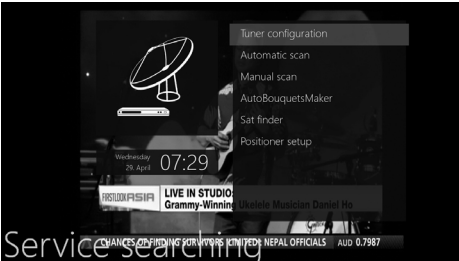 Tuner configuration
Automatic scan
Manual scan
AutoBouquetsMaker
Sat finder
Positioner setup
Wednesday
29. April
07:29
FIRSTLOOKASIA
LIVE IN STUDIO:
Grammy-Winning Ukelele Musician Daniel Ho
CHANCES OF FINDING SURVIVORS LIMITED: NEPAL OFFICIALS AUD 0.7987
Service searching